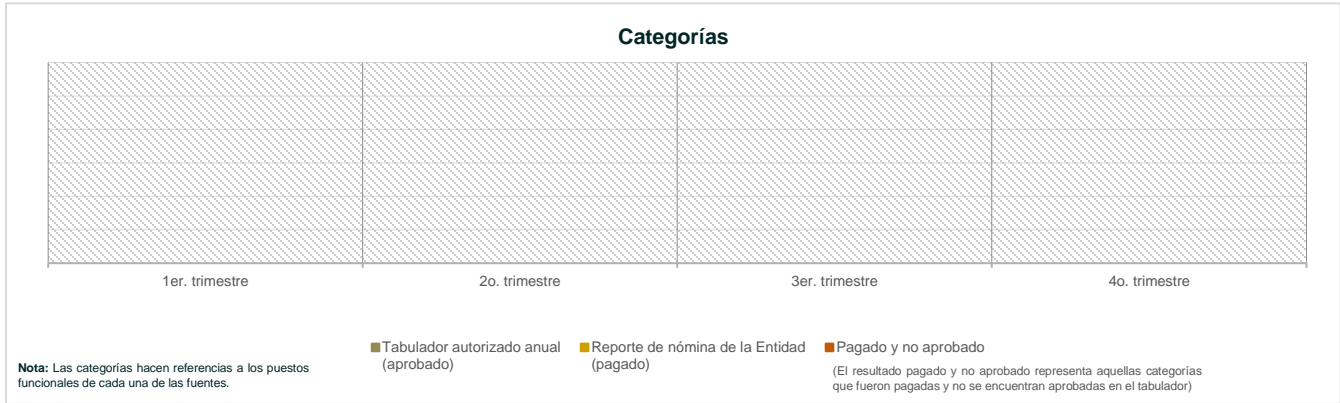 Categorías
1er. trimestre
2o. trimestre
3er. trimestre
4o. trimestre
Tabulador autorizado anual
(aprobado)
Reporte de nómina de la Entidad
(pagado)
Pagado y no aprobado
(El resultado pagado y no aprobado representa aquellas categorías
que fueron pagadas y no se encuentran aprobadas en el tabulador)
Nota: Las categorías hacen referencias a los puestos
funcionales de cada una de las fuentes.